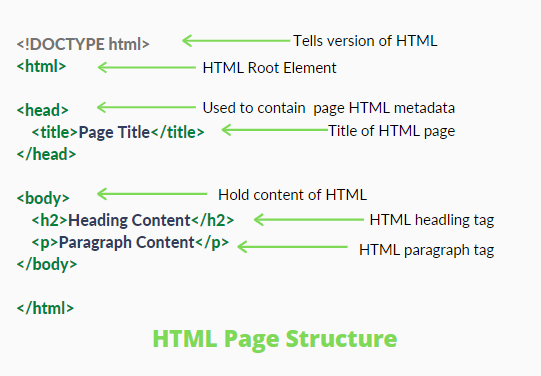 <!DOCTYPE html> Tells version of HTML
<html> HTML Root Element
<head> Used to contain page HTML metadata
<title>Page Title</title> Title of HTML page
</head>
<body> Hold content of HTML
<h2>Heading Content</h2> HTML headling tag
<p>Paragraph Content</p> HTML paragraph tag
</body>
</html>
HTML Page Structure